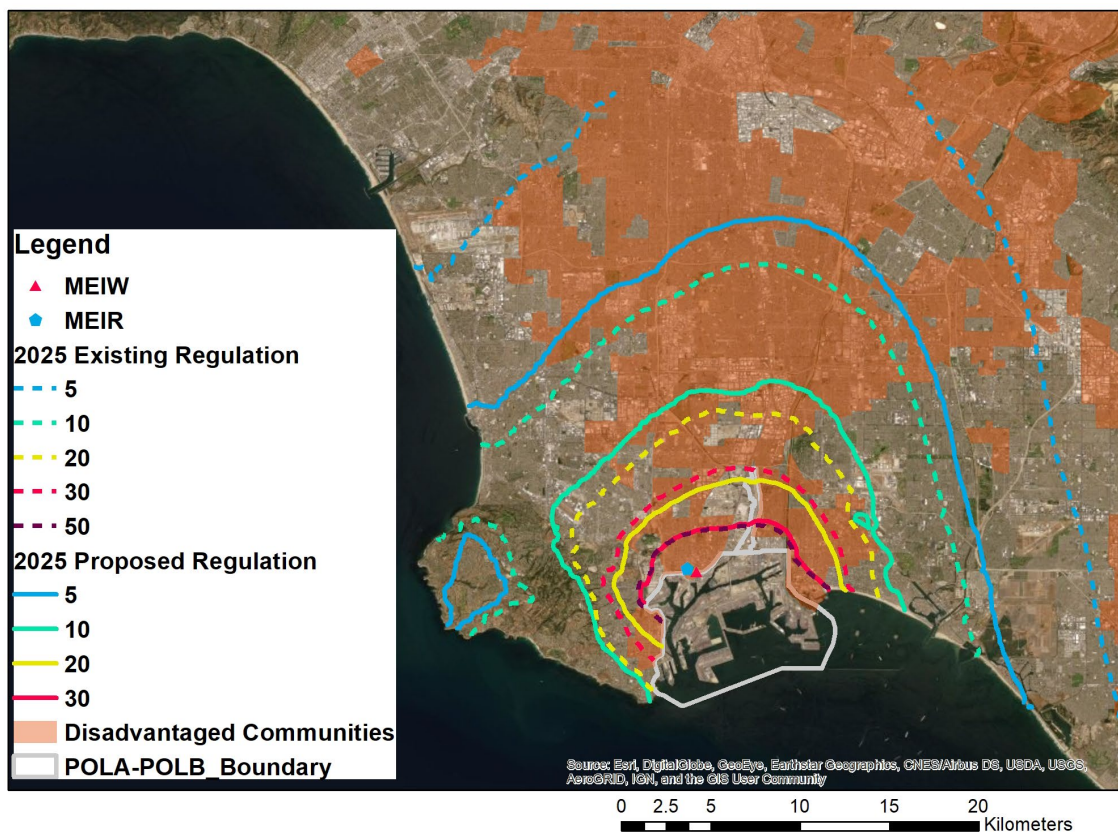 Legend
MEIW
MEIR
2025 Existing Regulation
5
10
20
30
50
2025 Proposed Regulation
5
10
20
30
Disadvantaged Communities
POLA-POLB_Boundary
Source: Esri, DigitalGlobe, GeoEye, Earthstar Geographics, CNES/Airbus DS, USDA, USGS,
AeroGRID, IGN, and the GIS User Community
0 2.5 5 10 15 20
Kilometers